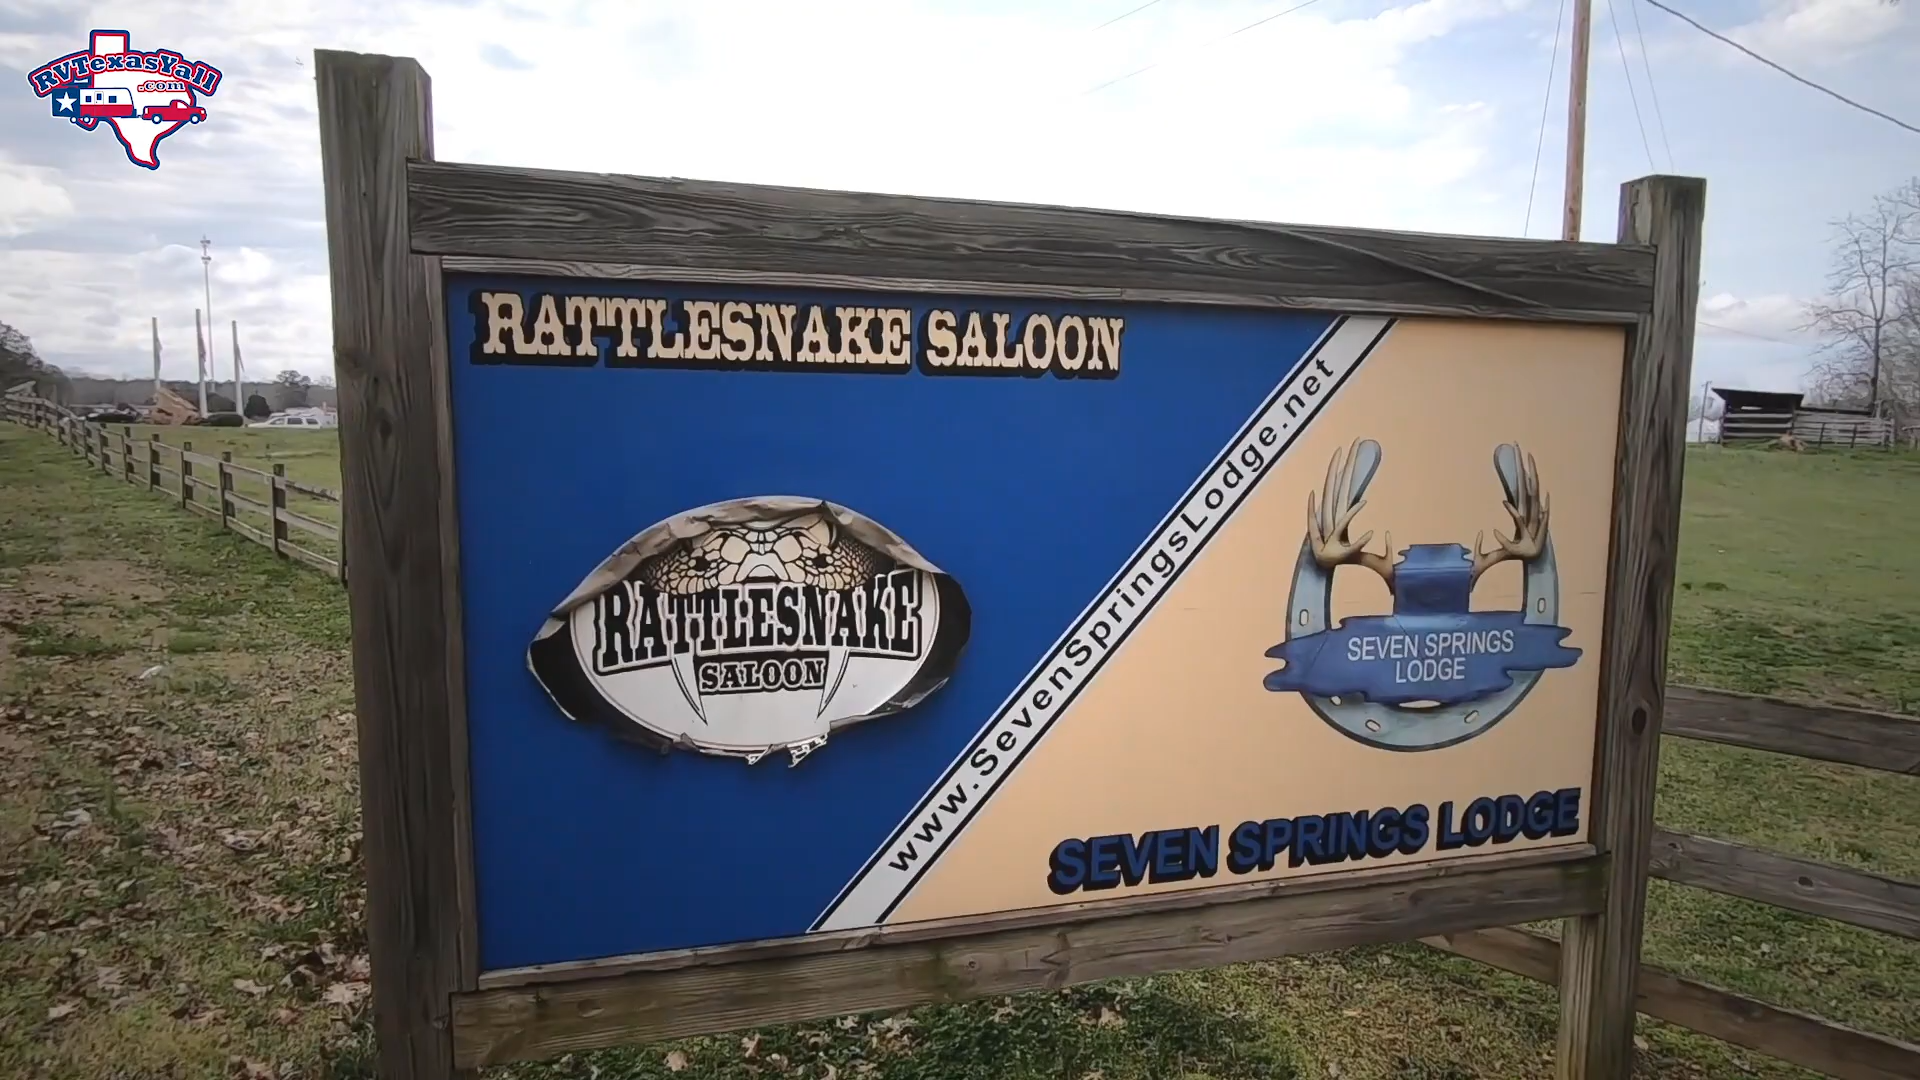 RVTexasYall
.com
RATTLESNAKE SALOON
RATTLESNAKE
SALOON
www.SevenSpringsLodge.net
SEVEN SPRINGS
LODGE
SEVEN SPRINGS LODGE